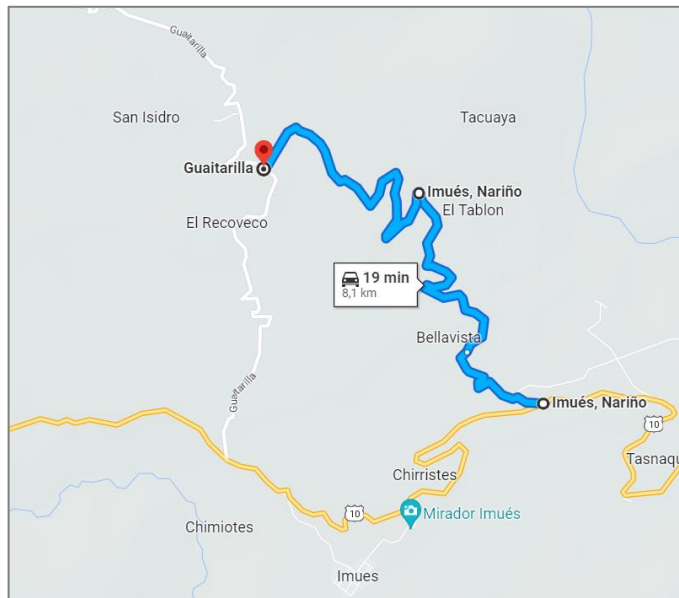 Guaitarilla
San Isidro
Tacuaya
Guaitarilla
Imués, Nariño
El Tablon
El Recoveco
19 min
8,1 km
Bellavista
Guaitarilla
Imués, Nariño
10
Tasnaqu
Chirristes
10
Mirador Imués
Chimiotes
Imues